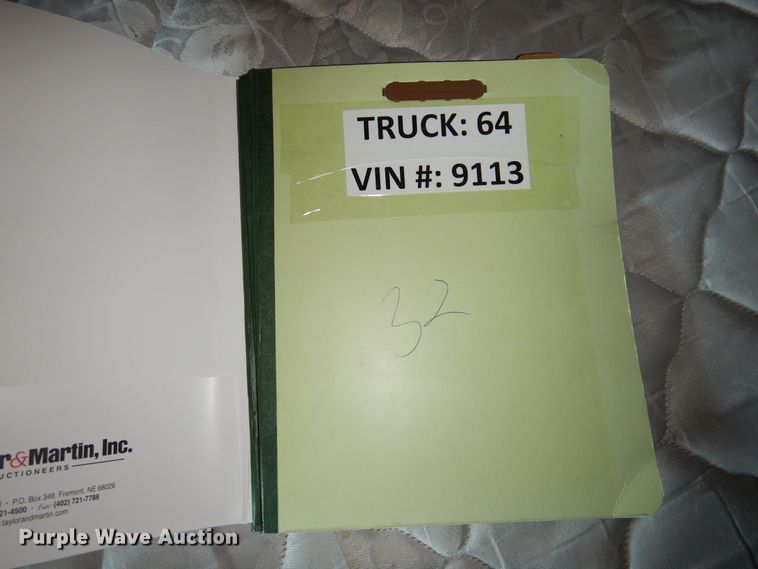 TRUCK: 64
VIN #: 9113
32
r&Martin, Inc.
UCTIONEERS
P.O. Box 349, Fremont, NE 68026
21-4500 • Fax: (402) 721-7788
.taylorandmartin.com
Purple Wave Auction